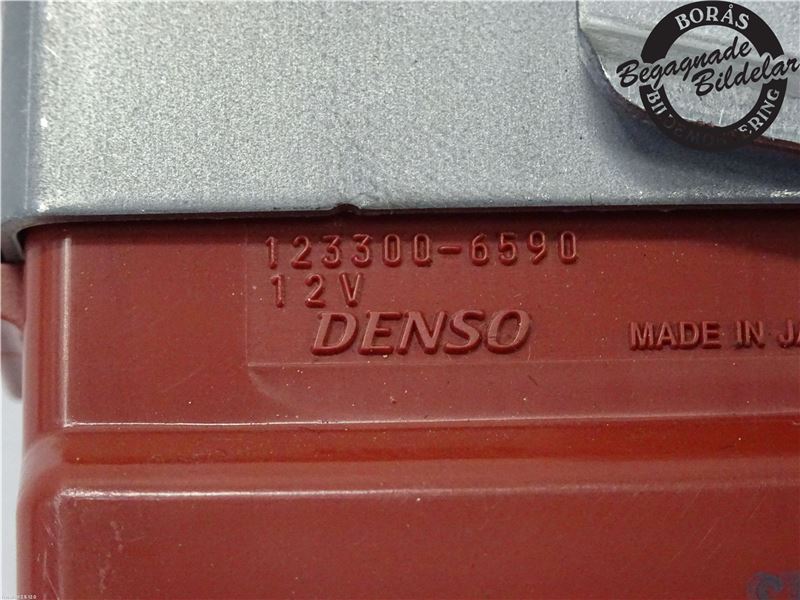 BORÅS
Begagnade
Bildelar
123300-6590
12V
DENSO
MADE IN JA